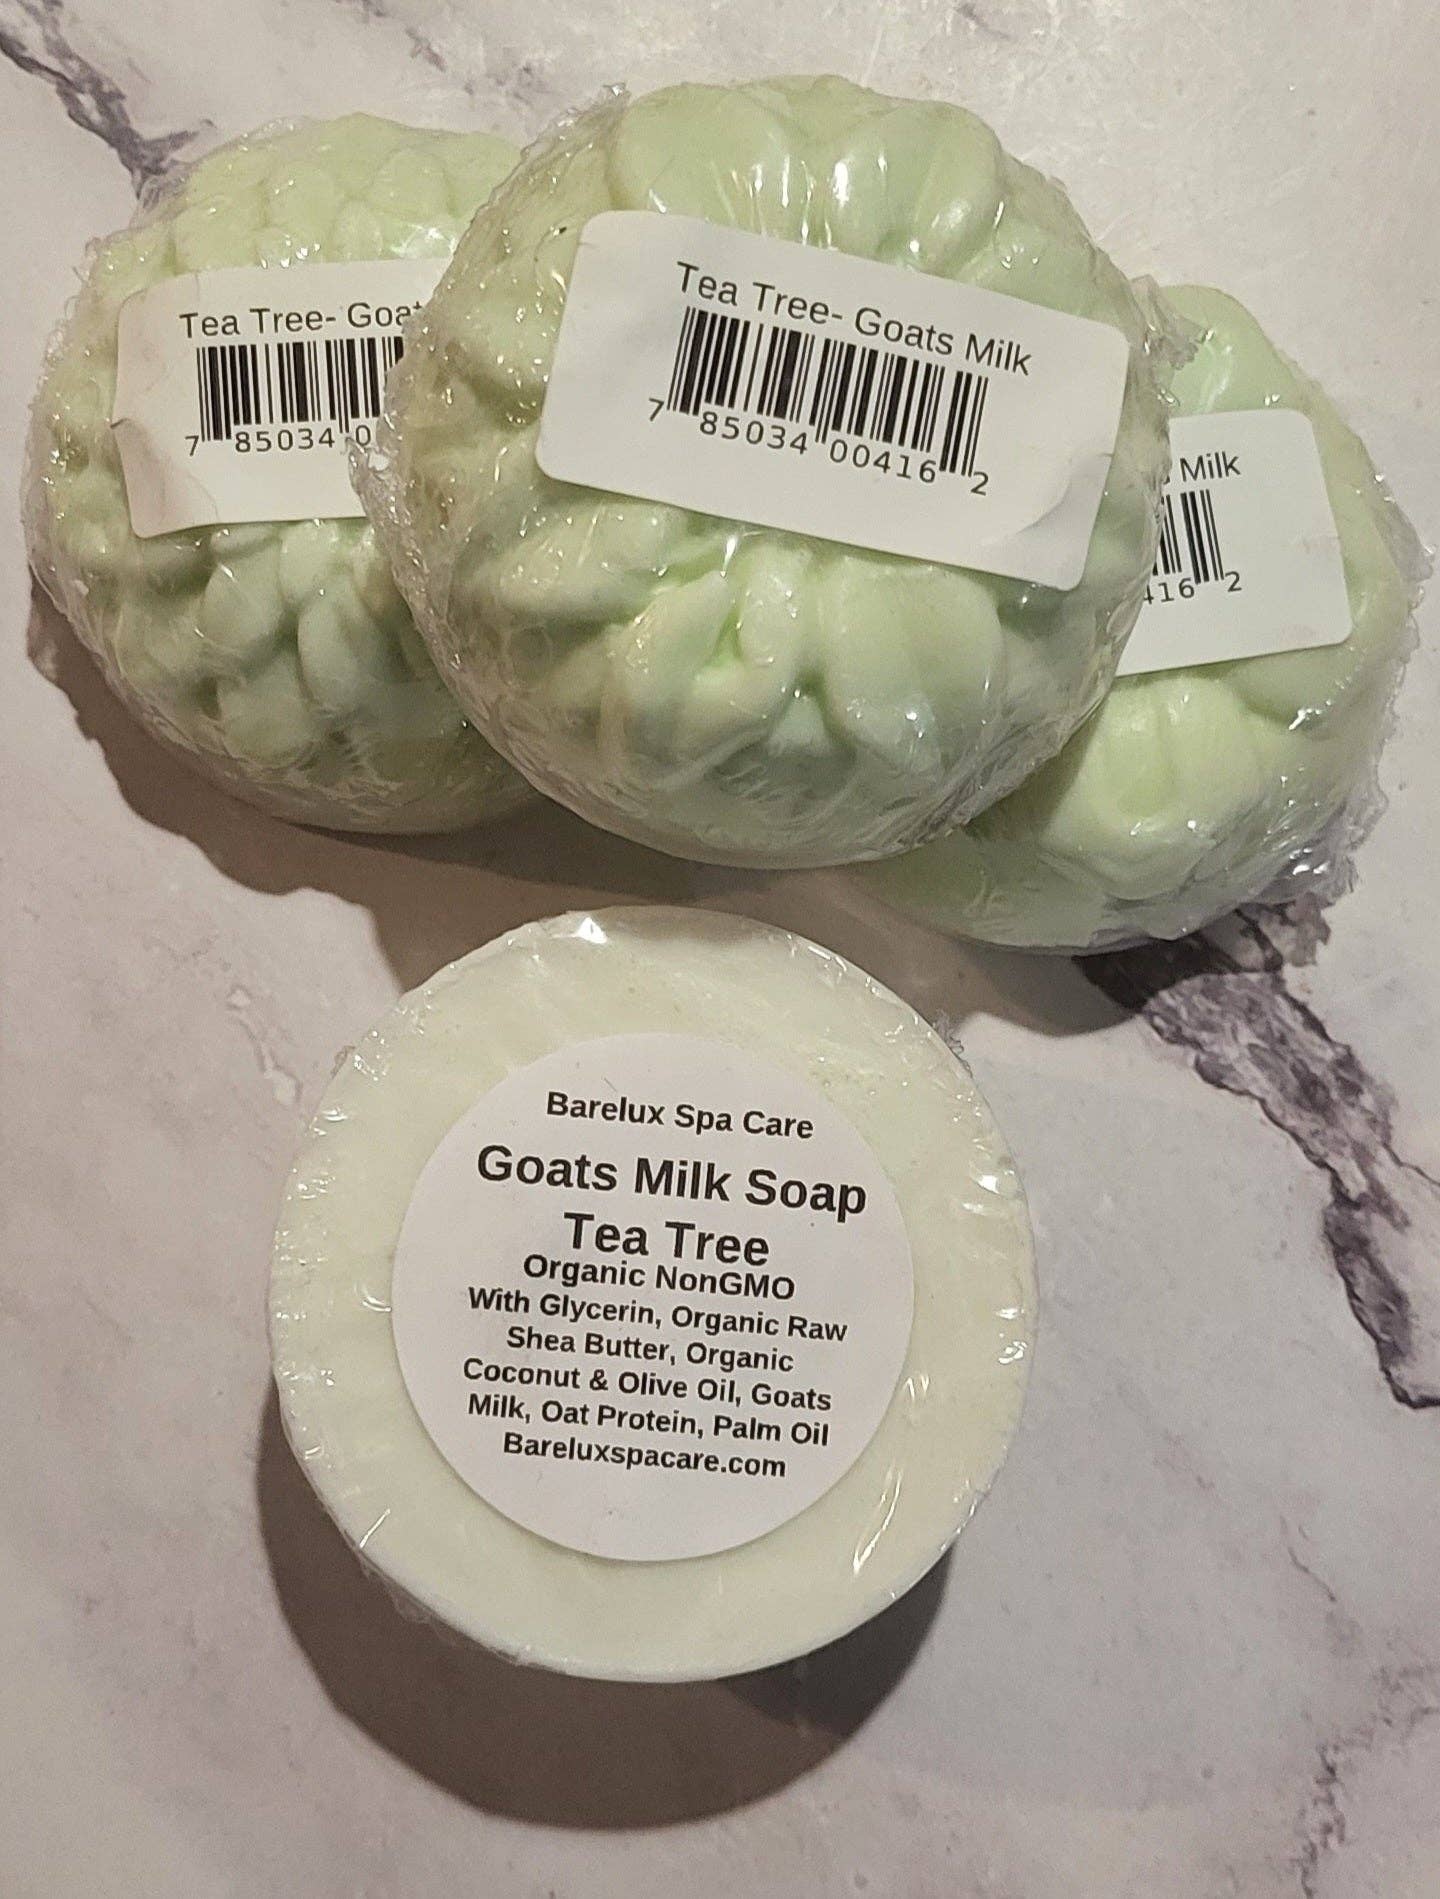 Tea Tree- Goat
7 85034 0
Tea Tree- Goats Milk
7 85034 00416 2
Milk
416 2
Barelux Spa Care
Goats Milk Soap
Tea Tree
Organic NonGMO
With Glycerin, Organic Raw
Shea Butter, Organic
Coconut & Olive Oil, Goats
Milk, Oat Protein, Palm Oil
Bareluxspacare.com